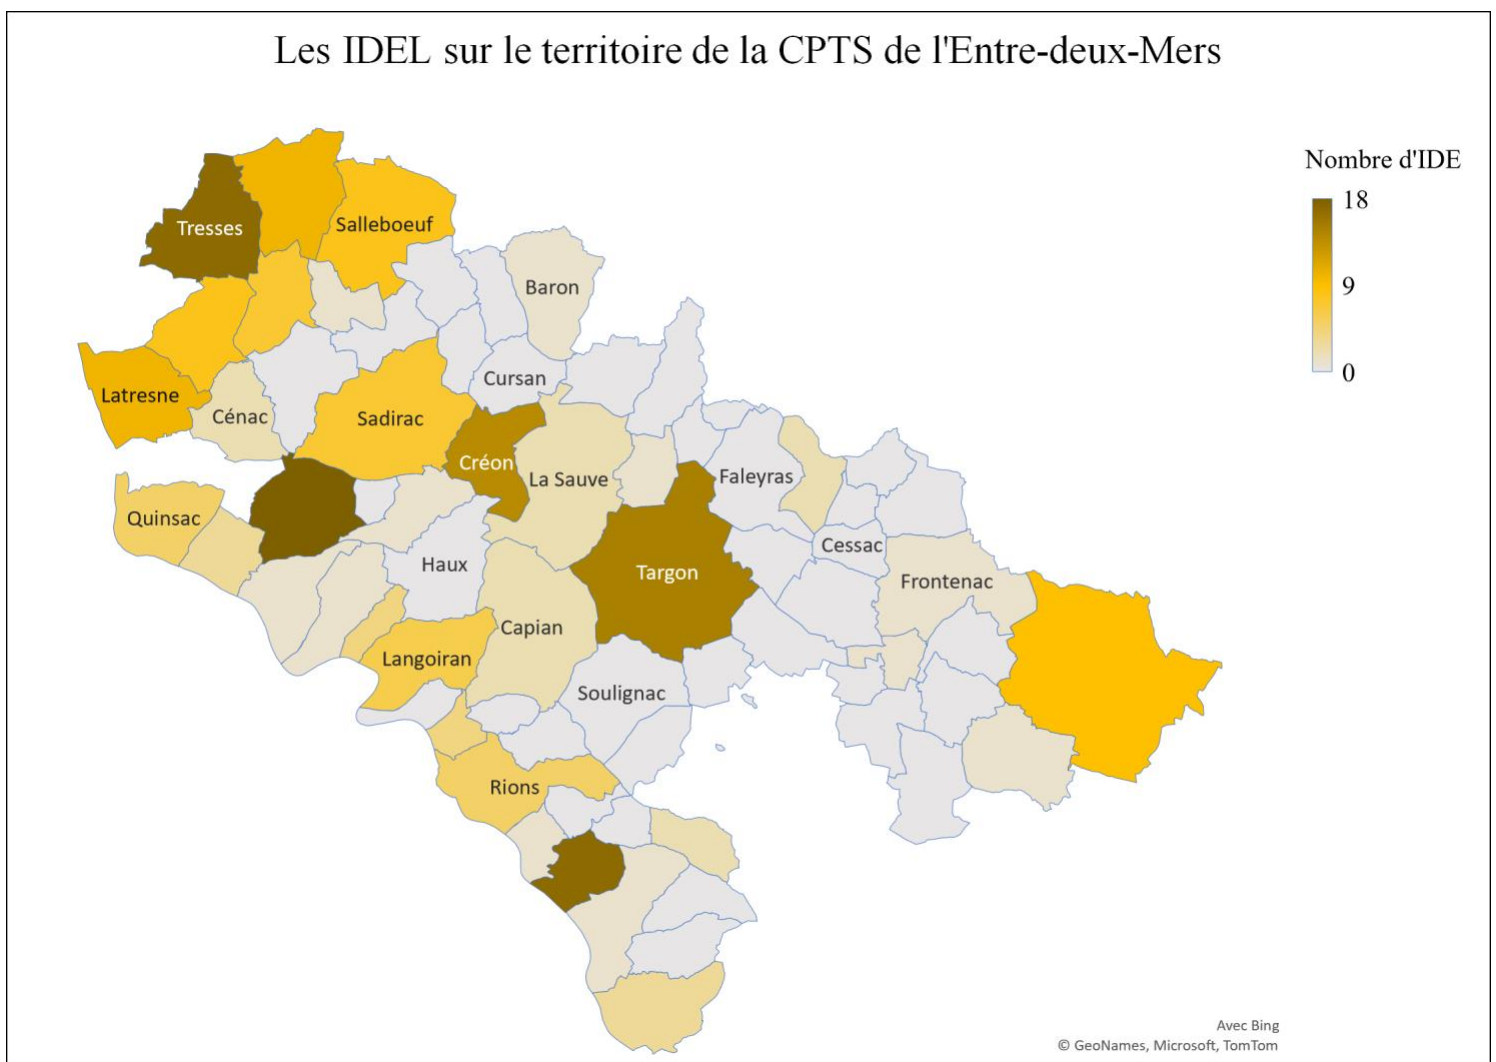 Les IDEL sur le territoire de la CPTS de l'Entre-deux-Mers
Nombre d'IDE
18
9
0
Tresses
Salleboeuf
Baron
Cursan
Latresne
Cénac
Sadirac
Créon
La Sauve
Faleyras
Quinsac
Cessac
Haux
Targon
Frontenac
Capian
Langoiran
Soulignac
Rions
Avec Bing
© GeoNames, Microsoft, TomTom